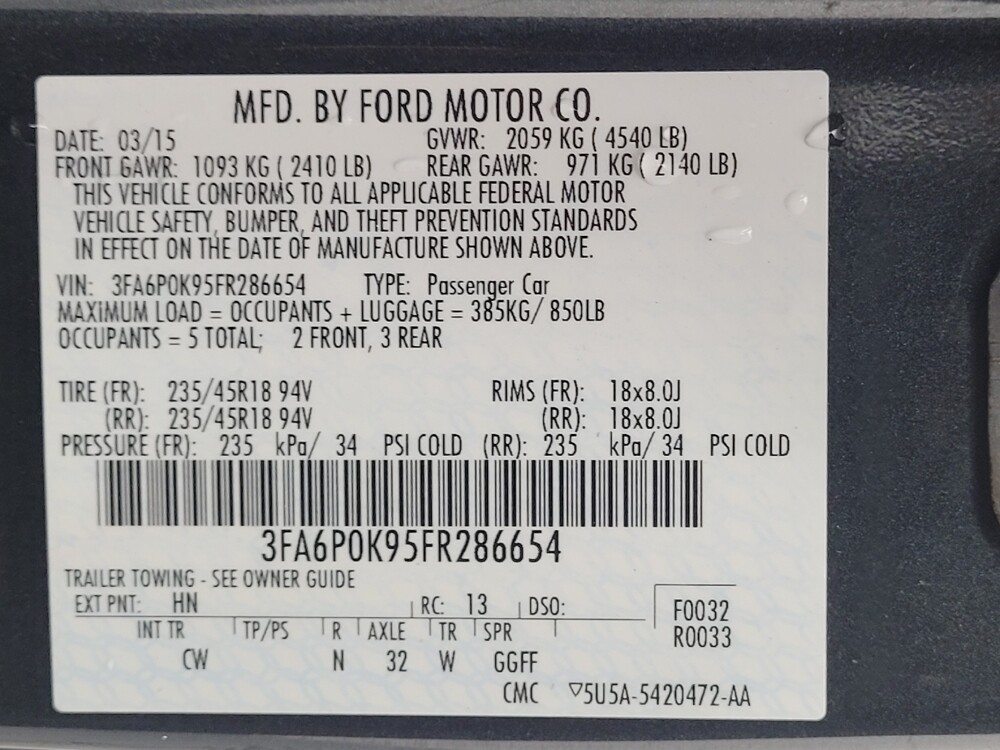 MFD. BY FORD MOTOR CO.
DATE: 03/15 GVWR: 2059 KG ( 4540 LB)
FRONT GAWR: 1093 KG ( 2410 LB) REAR GAWR: 971 KG ( 2140 LB)
THIS VEHICLE CONFORMS TO ALL APPLICABLE FEDERAL MOTOR
VEHICLE SAFETY, BUMPER, AND THEFT PREVENTION STANDARDS
IN EFFECT ON THE DATE OF MANUFACTURE SHOWN ABOVE.
VIN: 3FA6P0K95FR286654 TYPE: Passenger Car
MAXIMUM LOAD = OCCUPANTS + LUGGAGE = 385KG/ 850LB
OCCUPANTS = 5 TOTAL; 2 FRONT, 3 REAR
TIRE (FR): 235/45R18 94V RIMS (FR): 18x8.0J
(RR): 235/45R18 94V (RR): 18x8.0J
PRESSURE (FR): 235 kPa/ 34 PSI COLD (RR): 235 kPa/ 34 PSI COLD
3FA6P0K95FR286654
TRAILER TOWING - SEE OWNER GUIDE
EXT PNT: HN RC: 13 DSO: F0032
INT TR TP/PS R AXLE TR SPR R0033
CW N 32 W GGFF
CMC ▽5U5A-5420472-AA